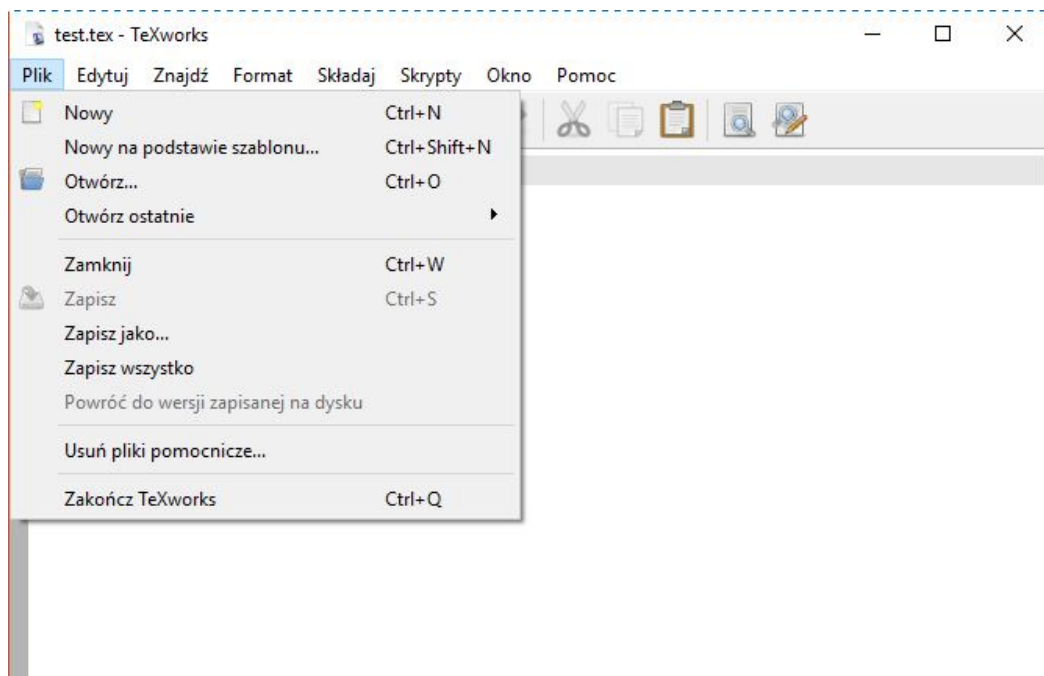 test.tex - TeXworks
Plik Edytuj Znajdź Format Składaj Skrypty Okno Pomoc
Nowy Ctrl+N
Nowy na podstawie szablonu... Ctrl+Shift+N
Otwórz... Ctrl+O
Otwórz ostatnie
Zamknij Ctrl+W
Zapisz Ctrl+S
Zapisz jako...
Zapisz wszystko
Powróć do wersji zapisanej na dysku
Usuń pliki pomocnicze...
Zakończ TeXworks Ctrl+Q